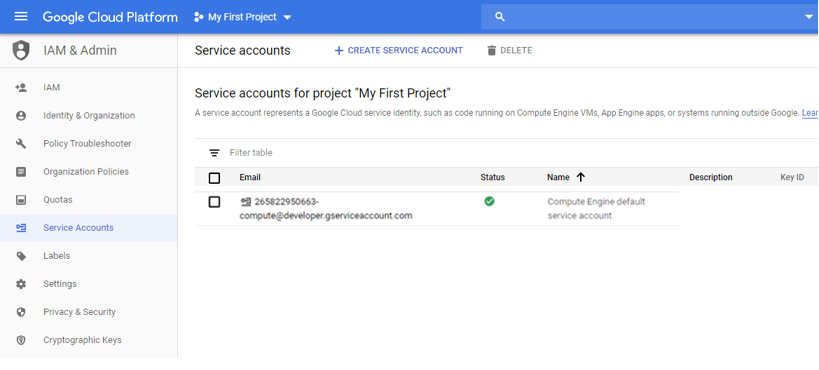 Google Cloud Platform
My First Project
IAM & Admin
Service accounts
CREATE SERVICE ACCOUNT
DELETE
IAM
Identity & Organization
Policy Troubleshooter
Organization Policies
Quotas
Service Accounts
Labels
Settings
Privacy & Security
Cryptographic Keys
Service accounts for project "My First Project"
A service account represents a Google Cloud service identity, such as code running on Compute Engine VMs, App Engine apps, or systems running outside Google. Lear
Filter table
Email Status Name Description Key ID
265822950663-
compute@developer.gserviceaccount.com
Compute Engine default
service account